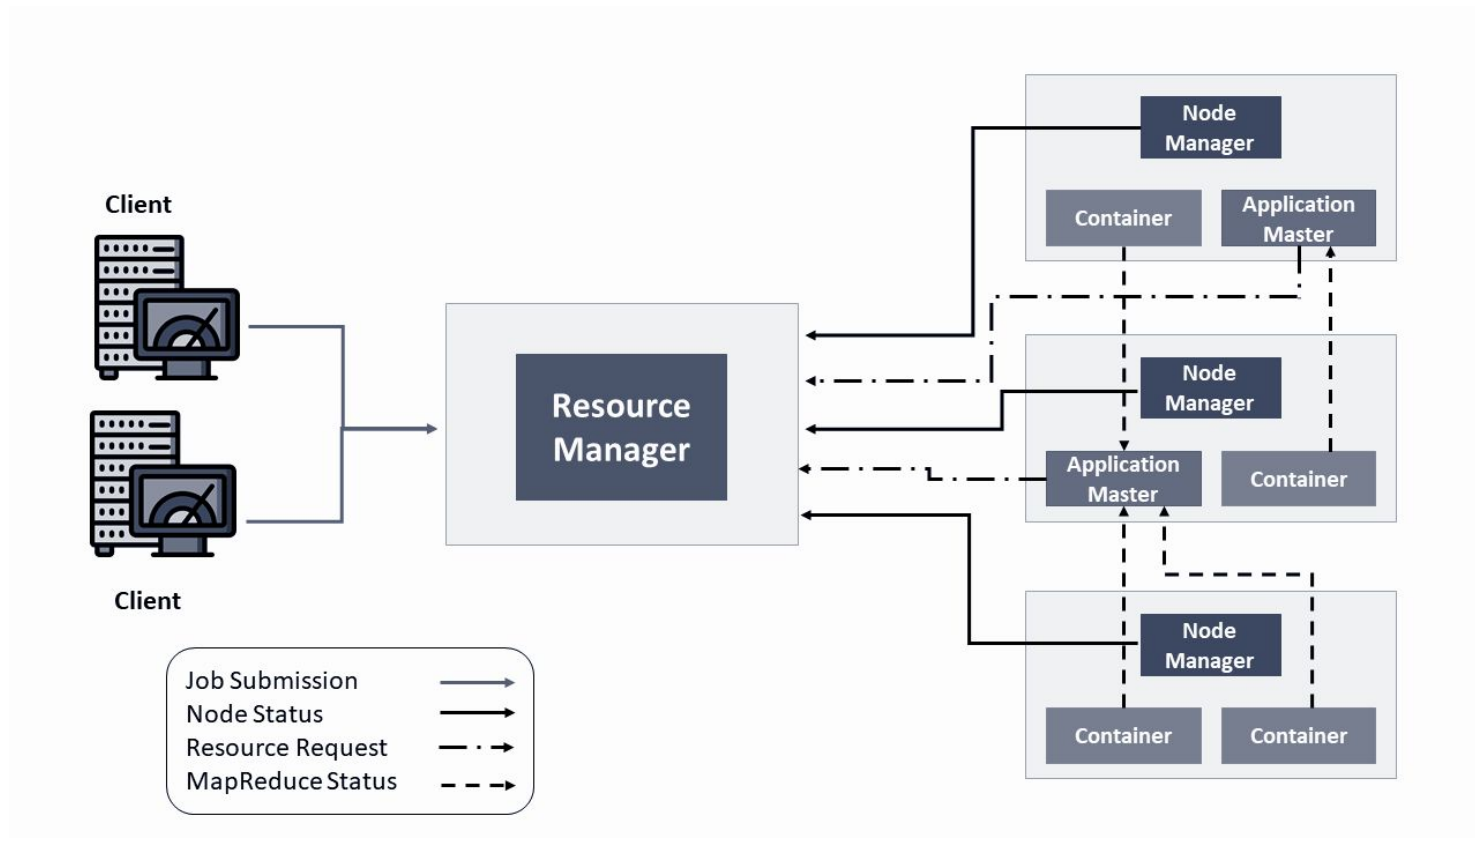 Client
Client
Job Submission
Node Status
Resource Request
MapReduce Status
Resource
Manager
Node
Manager
Container
Application
Master
Node
Manager
Application
Master
Container
Node
Manager
Container
Container